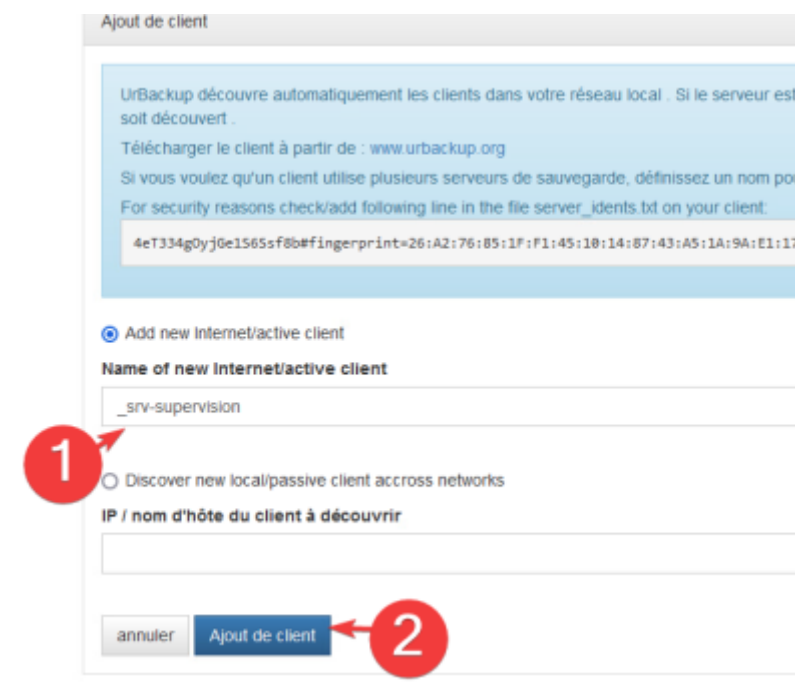 Ajout de client
UrBackup découvre automatiquement les clients dans votre réseau local . Si le serveur est
soit découvert .
Télécharger le client à partir de : www.urbackup.org
Si vous voulez qu'un client utilise plusieurs serveurs de sauvegarde, définissez un nom pou
For security reasons check/add following line in the file server_idents.txt on your client:
4eT334gOyjGe1S6Ssf8b#fingerprint=26:A2:76:85:1F:F1:45:10:14:87:43:A5:1A:9A:E1:17
Add new Internet/active client
Name of new Internet/active client
_srv-supervision
1
Discover new local/passive client accross networks
IP / nom d'hôte du client à découvrir
annuler
Ajout de client
2